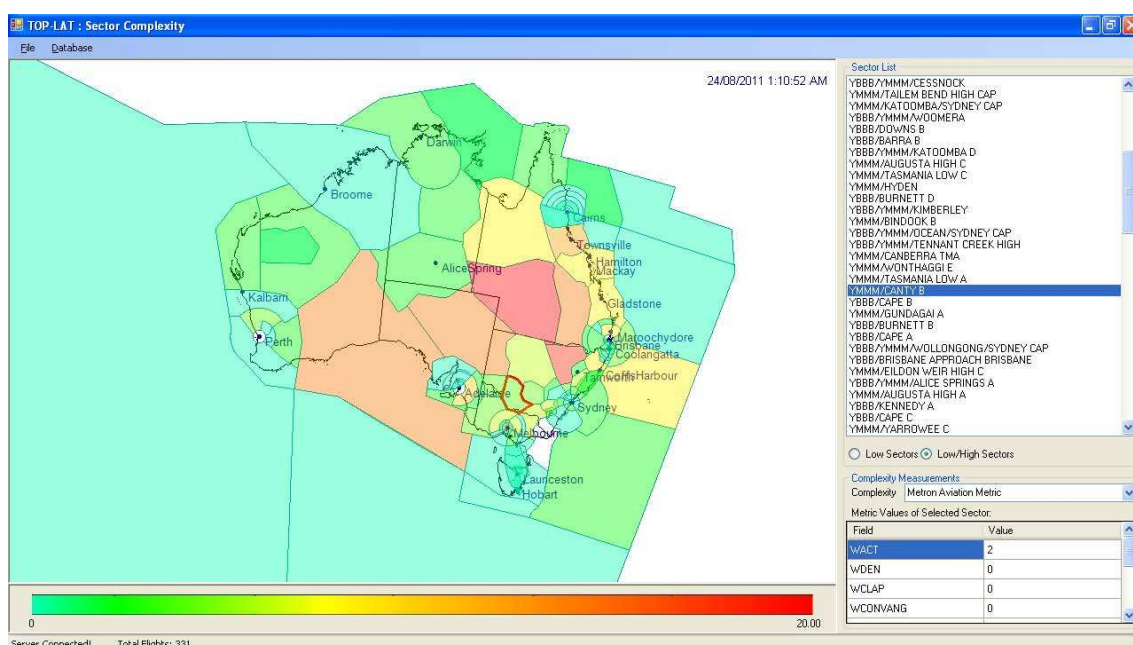 TOP-LAT : Sector Complexity
File Database
24/08/2011 1:10:52 AM
Darwin
Broome
Cairns
Townsville
Hamilton
Mackay
AliceSpring
Gladstone
Kalbarri
Maroochydore
Brisbane
Coolangatta
Perth
Tamworth
CoffsHarbour
Adelaide
Sydney
Melbourne
Launceston
Hobart
0 20.00
Server Connected! Total Flights: 331
Sector List
YBBB/YMMM/CESSNOCK
YMMM/TAILEM BEND HIGH CAP
YMMM/KATOOMBA/SYDNEY CAP
YBBB/YMMM/WOOMERA
YBBB/DOWNS B
YBBB/BARRA B
YBBB/YMMM/KATOOMBA D
YMMM/AUGUSTA HIGH C
YMMM/TASMANIA LOW C
YMMM/HYDEN
YBBB/BURNETT D
YBBB/YMMM/KIMBERLEY
YMMM/BINDOOK B
YBBB/YMMM/OCEAN/SYDNEY CAP
YBBB/YMMM/TENNANT CREEK HIGH
YMMM/CANBERRA TMA
YMMM/WONTHAGGI E
YMMM/TASMANIA LOW A
YMMM/CANTY B
YBBB/CAPE B
YMMM/GUNDAGAI A
YBBB/BURNETT B
YBBB/CAPE A
YBBB/YMMM/WOLLONGONG/SYDNEY CAP
YBBB/BRISBANE APPROACH BRISBANE
YMMM/EILDON WEIR HIGH C
YBBB/YMMM/ALICE SPRINGS A
YMMM/AUGUSTA HIGH A
YBBB/KENNEDY A
YBBB/CAPE C
YMMM/YARROWEE C
Low Sectors Low/High Sectors
Complexity Measurements
Complexity Metron Aviation Metric
Metric Values of Selected Sector:
Field Value
WACT 2
WDEN 0
WCLAP 0
WCONVANG 0